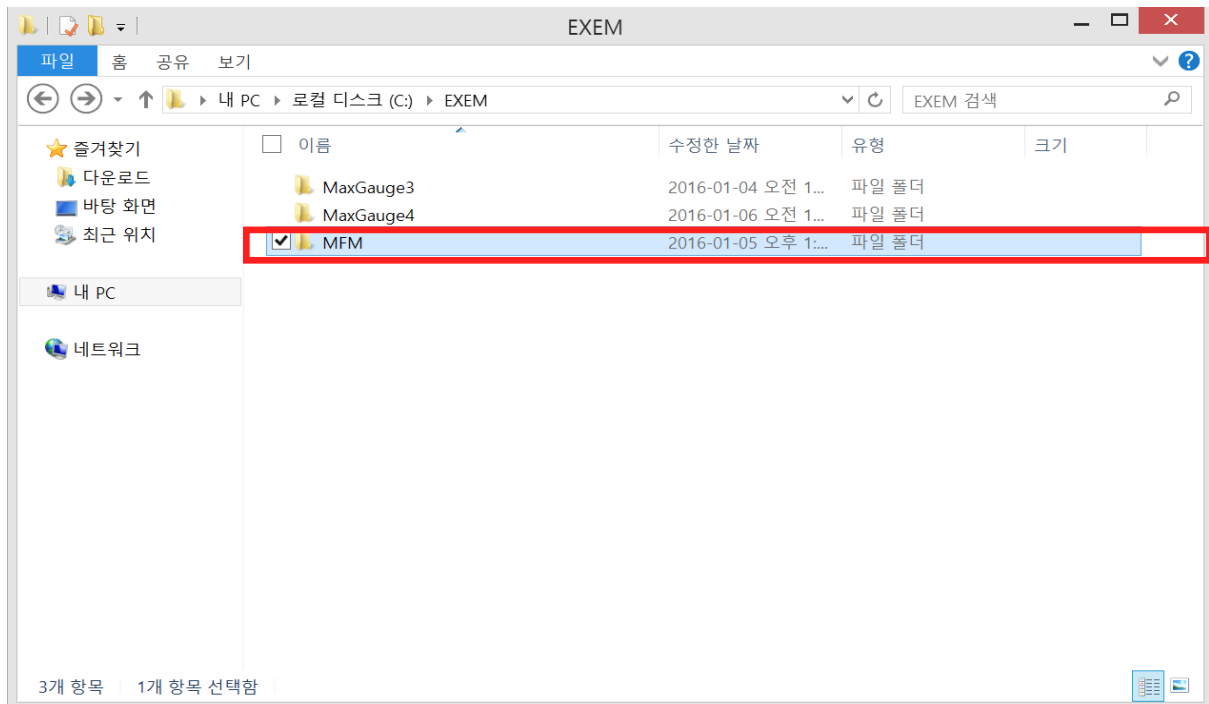 EXEM
파일 홈 공유 보기
내 PC 로컬 디스크 (C:) EXEM EXEM 검색
이름 수정한 날짜 유형 크기
즐겨찾기
다운로드
바탕 화면
최근 위치
내 PC
네트워크
MaxGauge3 2016-01-04 오전 1... 파일 폴더
MaxGauge4 2016-01-06 오전 1... 파일 폴더
MFM 2016-01-05 오후 1:... 파일 폴더
3개 항목 1개 항목 선택함